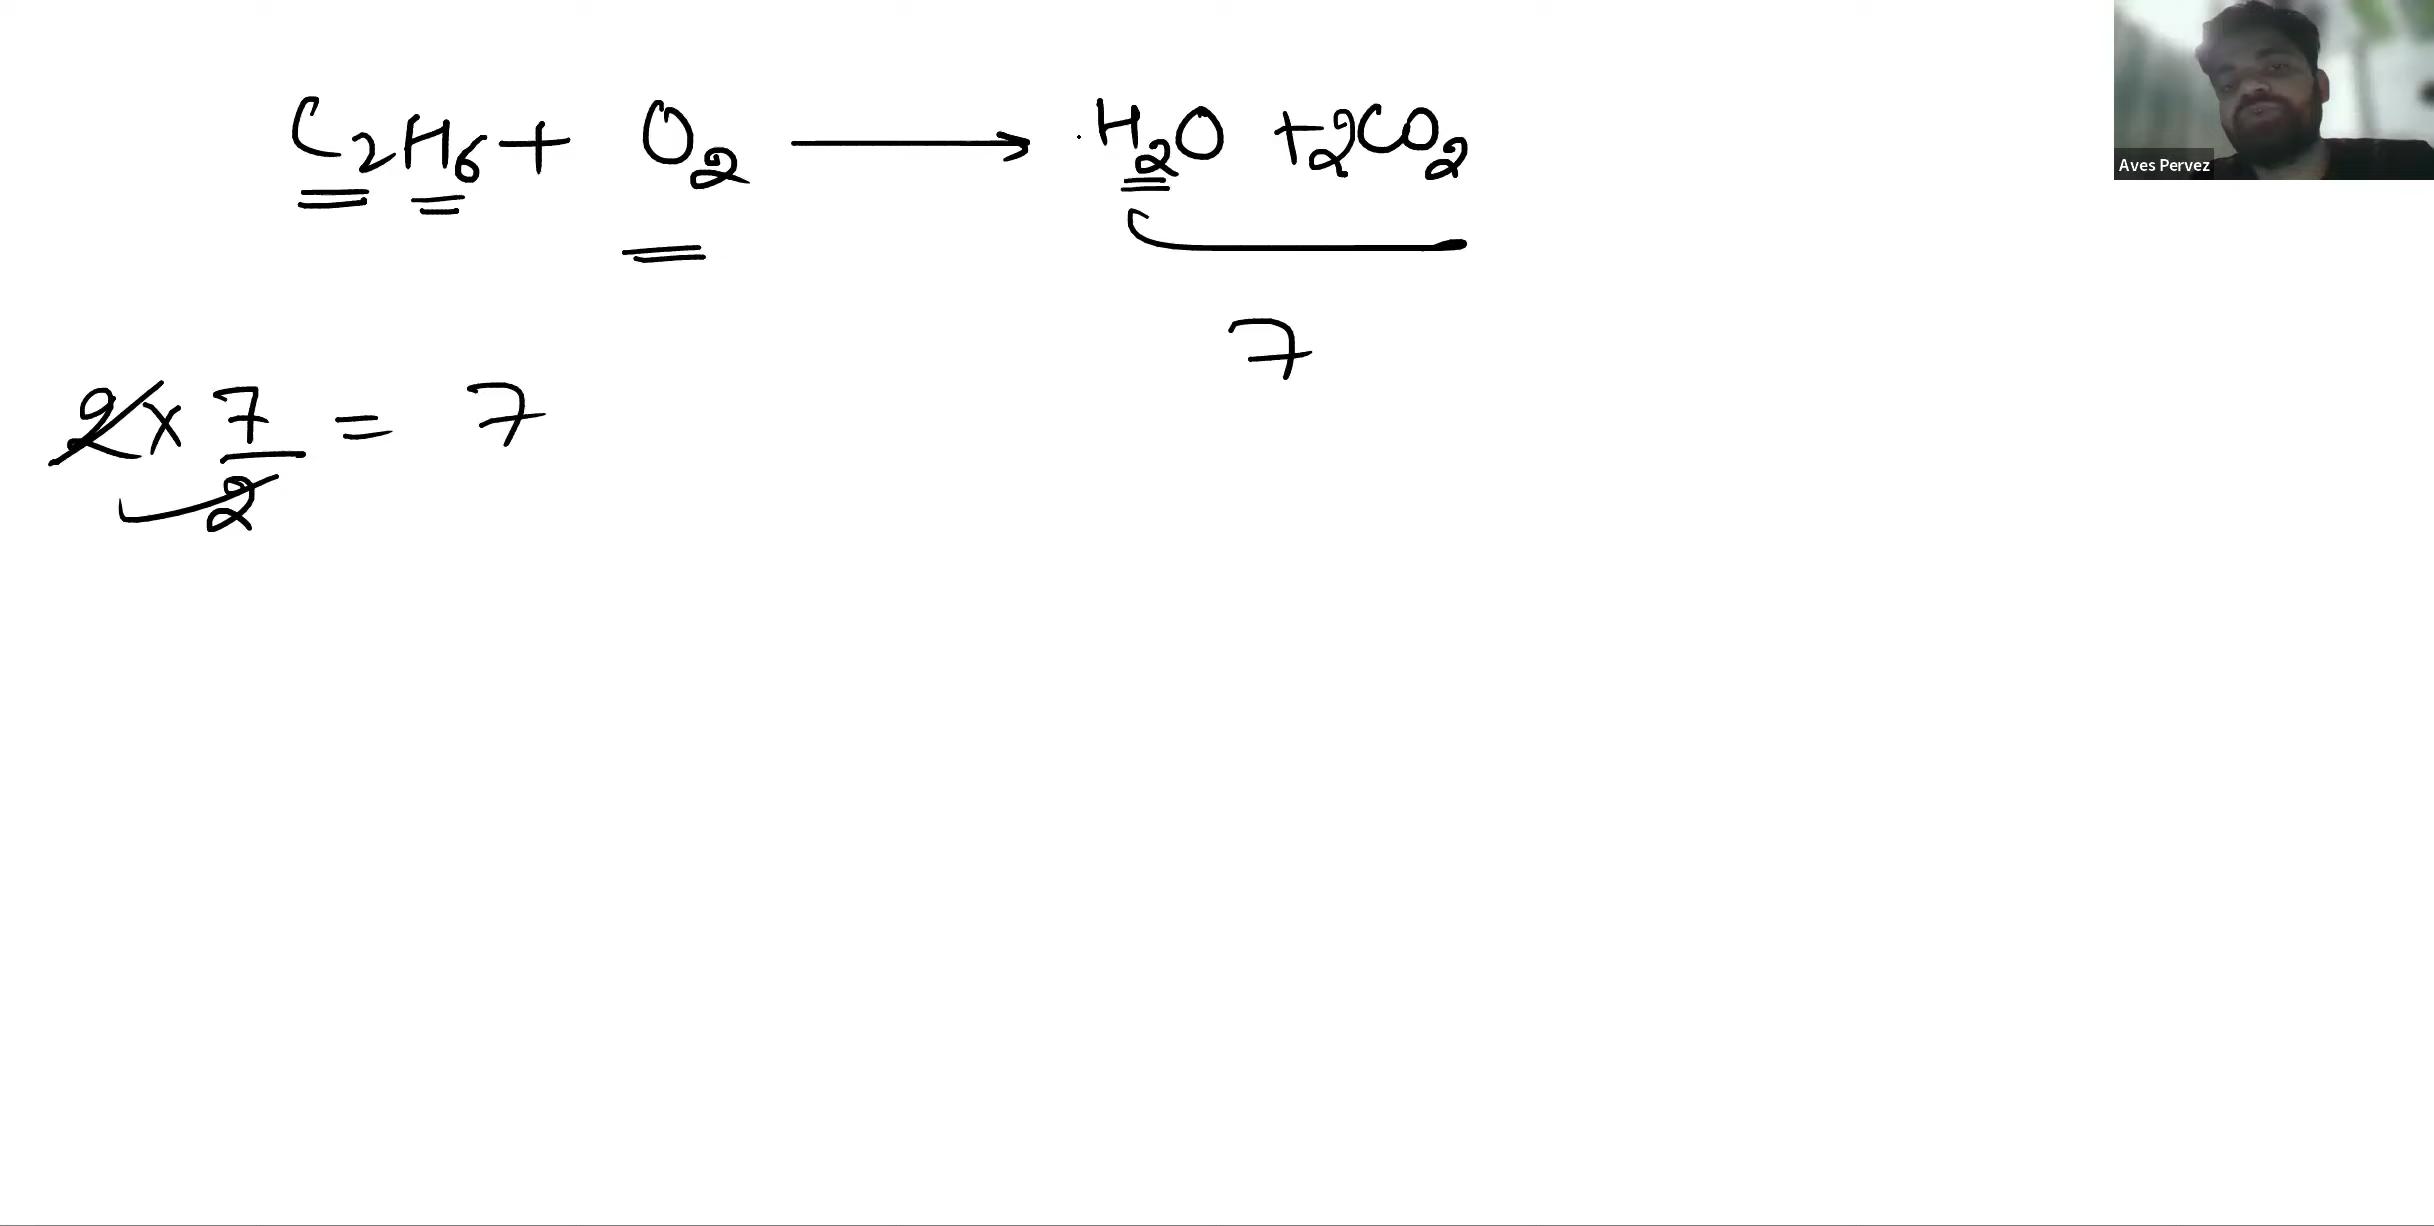 C₂H₆ + O₂ ⟶ H₂O + 2CO₂
7
2 × 7/2 = 7
Aves Pervez